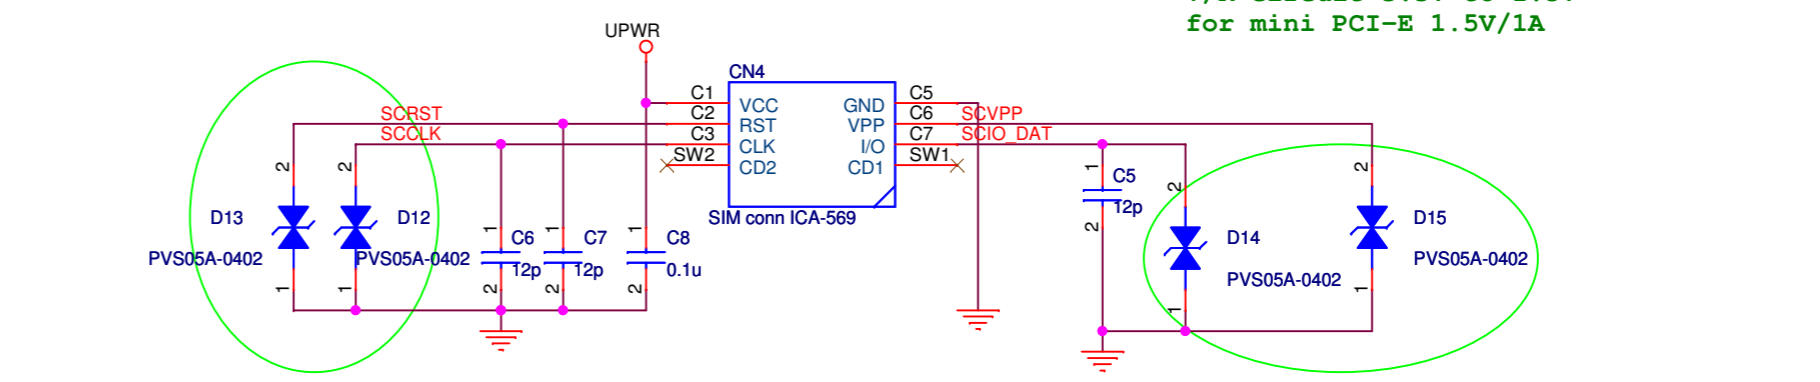 for mini PCI-E 1.5V/1A
UPWR
CN4
C1
VCC
GND
C5
C2
RST
VPP
C6
C3
CLK
I/O
C7
SW2
CD2
CD1
SW1
SIM conn ICA-569
SCRST
SCCLK
SCVPP
SCIO_DAT
2
D13
PVS05A-0402
1
2
D12
PVS05A-0402
1
1
C6
12p
2
1
C7
12p
2
1
C8
0.1u
2
1
C5
12p
2
2
D14
PVS05A-0402
1
2
D15
PVS05A-0402
1